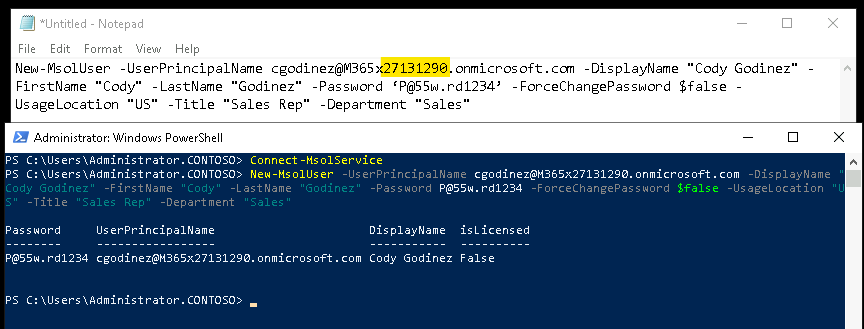 *Untitled - Notepad
File Edit Format View Help
New-MsolUser -UserPrincipalName cgodinez@M365x27131290.onmicrosoft.com -DisplayName "Cody Godinez" -
FirstName "Cody" -LastName "Godinez" -Password ‘P@55w.rd1234’ -ForceChangePassword $false -
UsageLocation "US" -Title "Sales Rep" -Department "Sales"
Administrator: Windows PowerShell
PS C:\Users\Administrator.CONTOSO> Connect-MsolService
PS C:\Users\Administrator.CONTOSO> New-MsolUser -UserPrincipalName cgodinez@M365x27131290.onmicrosoft.com -DisplayName "
Cody Godinez" -FirstName "Cody" -LastName "Godinez" -Password P@55w.rd1234 -ForceChangePassword $false -UsageLocation "U
S" -Title "Sales Rep" -Department "Sales"
Password UserPrincipalName DisplayName isLicensed
-------- ----------------- ----------- ----------
P@55w.rd1234 cgodinez@M365x27131290.onmicrosoft.com Cody Godinez False
PS C:\Users\Administrator.CONTOSO> _